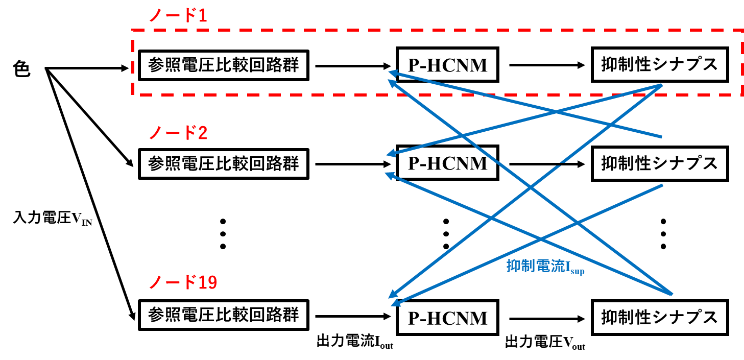 ノード1
色
参照電圧比較回路群
P-HCNM
抑制性シナプス
ノード2
参照電圧比較回路群
P-HCNM
抑制性シナプス
入力電圧VIN
抑制電流Isup
ノード19
参照電圧比較回路群
P-HCNM
抑制性シナプス
出力電流Iout
出力電圧Vout